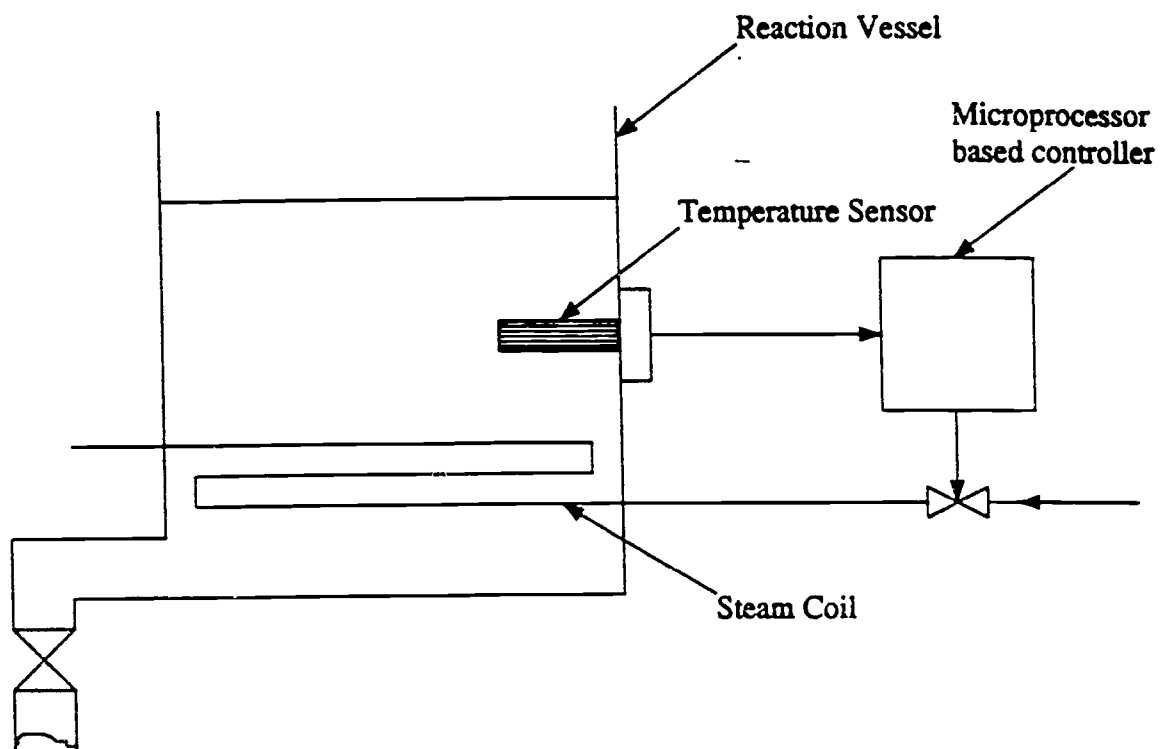 Reaction Vessel
Microprocessor
based controller
Temperature Sensor
Steam Coil